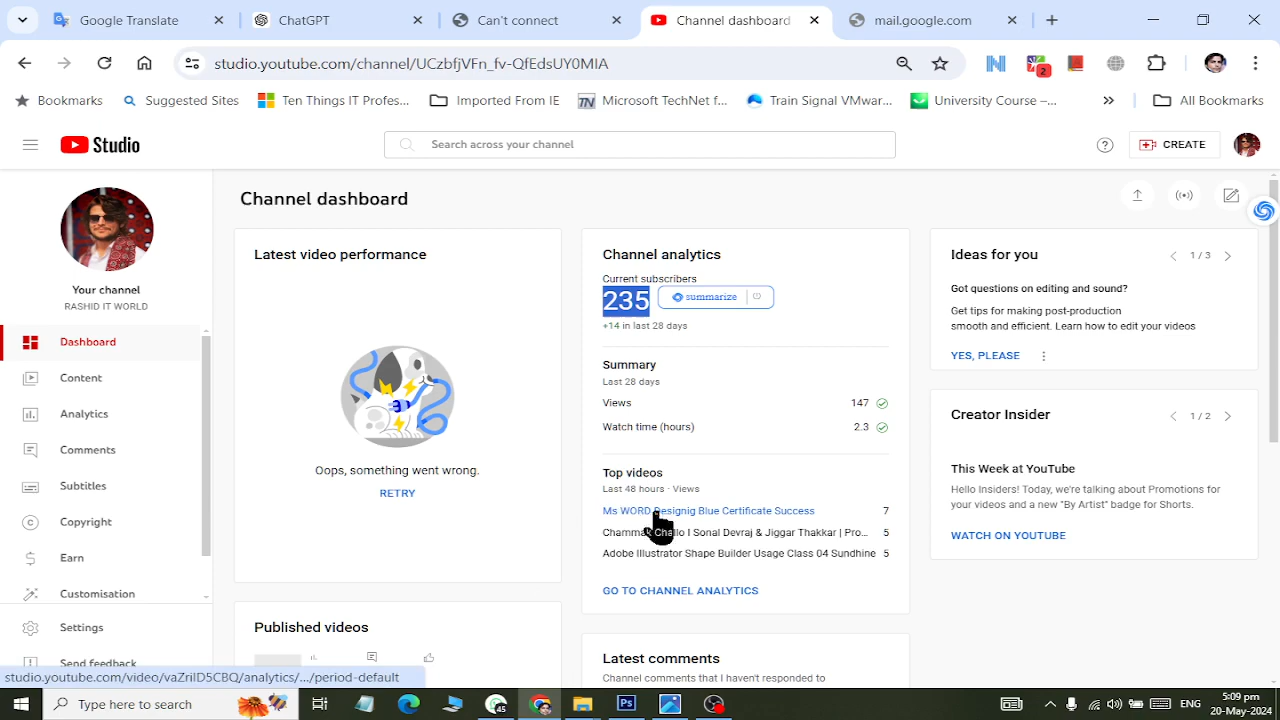 Google Translate
ChatGPT
Can't connect
Channel dashboard
mail.google.com
studio.youtube.com/channel/UCzbfjVFn_fv-QfEdsUY0MIA
2
Bookmarks
Suggested Sites
Ten Things IT Profes...
Imported From IE
Microsoft TechNet f...
Train Signal VMwar...
University Course –...
All Bookmarks
Studio
Search across your channel
CREATE
Channel dashboard
Your channel
RASHID IT WORLD
Dashboard
Content
Analytics
Comments
Subtitles
Copyright
Earn
Customisation
Settings
Send feedback
Latest video performance
Oops, something went wrong.
RETRY
Published videos
Channel analytics
Current subscribers
235
summarize
+14 in last 28 days
Summary
Last 28 days
Views 147
Watch time (hours) 2.3
Top videos
Last 48 hours · Views
Ms WORD Designig Blue Certificate Success 7
Chammak Challo I Sonal Devraj & Jiggar Thakkar | Pro... 5
Adobe Illustrator Shape Builder Usage Class 04 Sundhine 5
GO TO CHANNEL ANALYTICS
Latest comments
Channel comments that I haven't responded to
Ideas for you
1 / 3
Got questions on editing and sound?
Get tips for making post-production
smooth and efficient. Learn how to edit your videos
YES, PLEASE
Creator Insider
1 / 2
This Week at YouTube
Hello Insiders! Today, we're talking about Promotions for
your videos and a new "By Artist" badge for Shorts.
WATCH ON YOUTUBE
studio.youtube.com/video/vaZriID5CBQ/analytics/.../period-default
Type here to search
Ps
ENG
5:09 pm
20-May-2024